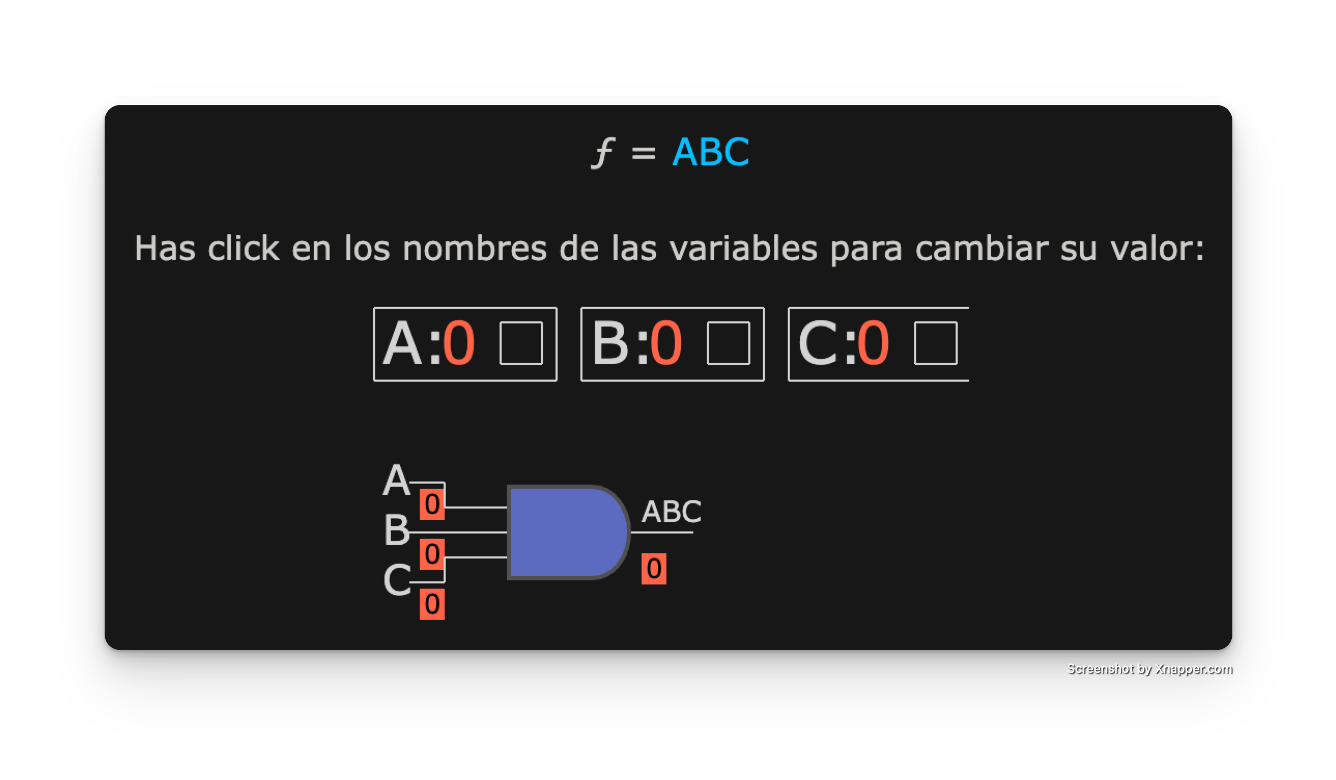 ƒ = ABC
Has click en los nombres de las variables para cambiar su valor:
A:0 B:0 C:0
A
0
B
0
C
0
ABC
0
Screenshot by Xnapper.com